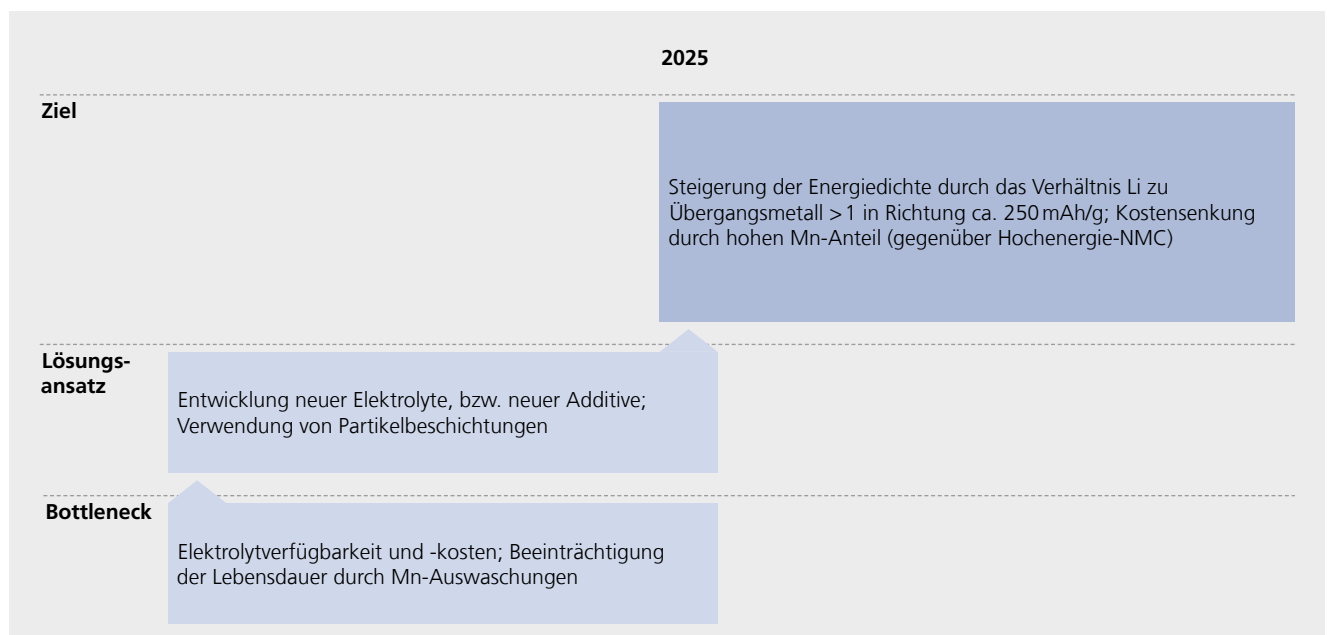 2025
Ziel
Steigerung der Energiedichte durch das Verhältnis Li zu
Übergangsmetall >1 in Richtung ca. 250 mAh/g; Kostensenkung
durch hohen Mn-Anteil (gegenüber Hochenergie-NMC)
Lösungs-
ansatz
Entwicklung neuer Elektrolyte, bzw. neuer Additive;
Verwendung von Partikelbeschichtungen
Bottleneck
Elektrolytverfügbarkeit und -kosten; Beeinträchtigung
der Lebensdauer durch Mn-Auswaschungen